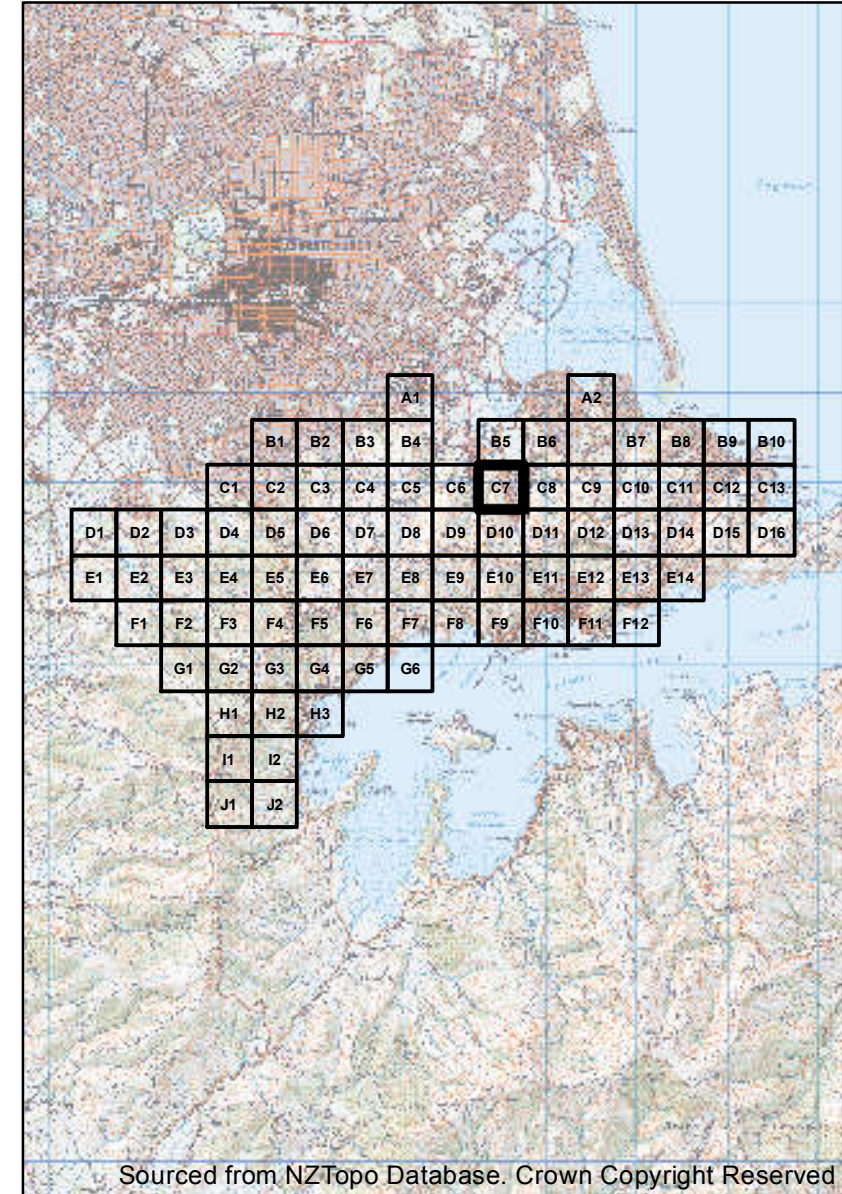 A1 A2
B1 B2 B3 B4 B5 B6 B7 B8 B9 B10
C1 C2 C3 C4 C5 C6 C7 C8 C9 C10 C11 C12 C13
D1 D2 D3 D4 D5 D6 D7 D8 D9 D10 D11 D12 D13 D14 D15 D16
E1 E2 E3 E4 E5 E6 E7 E8 E9 E10 E11 E12 E13 E14
F1 F2 F3 F4 F5 F6 F7 F8 F9 F10 F11 F12
G1 G2 G3 G4 G5 G6
H1 H2 H3
I1 I2
J1 J2
Sourced from NZTopo Database. Crown Copyright Reserved